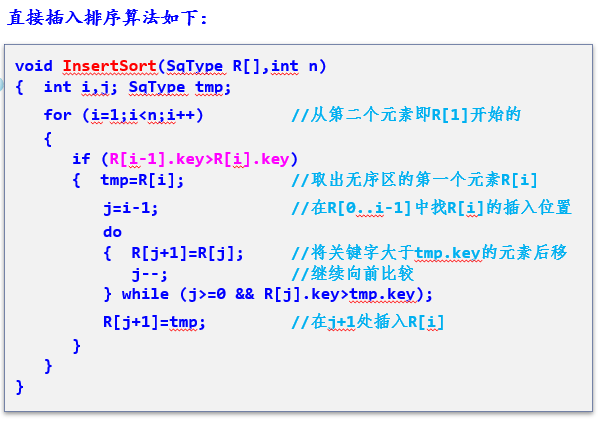 直接插入排序算法如下：
void InsertSort(SqType R[],int n)
{  int i,j; SqType tmp;
   for (i=1;i<n;i++)          //从第二个元素即R[1]开始的
   {
      if (R[i-1].key>R[i].key)
      {  tmp=R[i];            //取出无序区的第一个元素R[i]
         j=i-1;               //在R[0..i-1]中找R[i]的插入位置
         do
         {  R[j+1]=R[j];      //将关键字大于tmp.key的元素后移
            j--;              //继续向前比较
         } while (j>=0 && R[j].key>tmp.key);
         R[j+1]=tmp;          //在j+1处插入R[i]
      }
   }
}